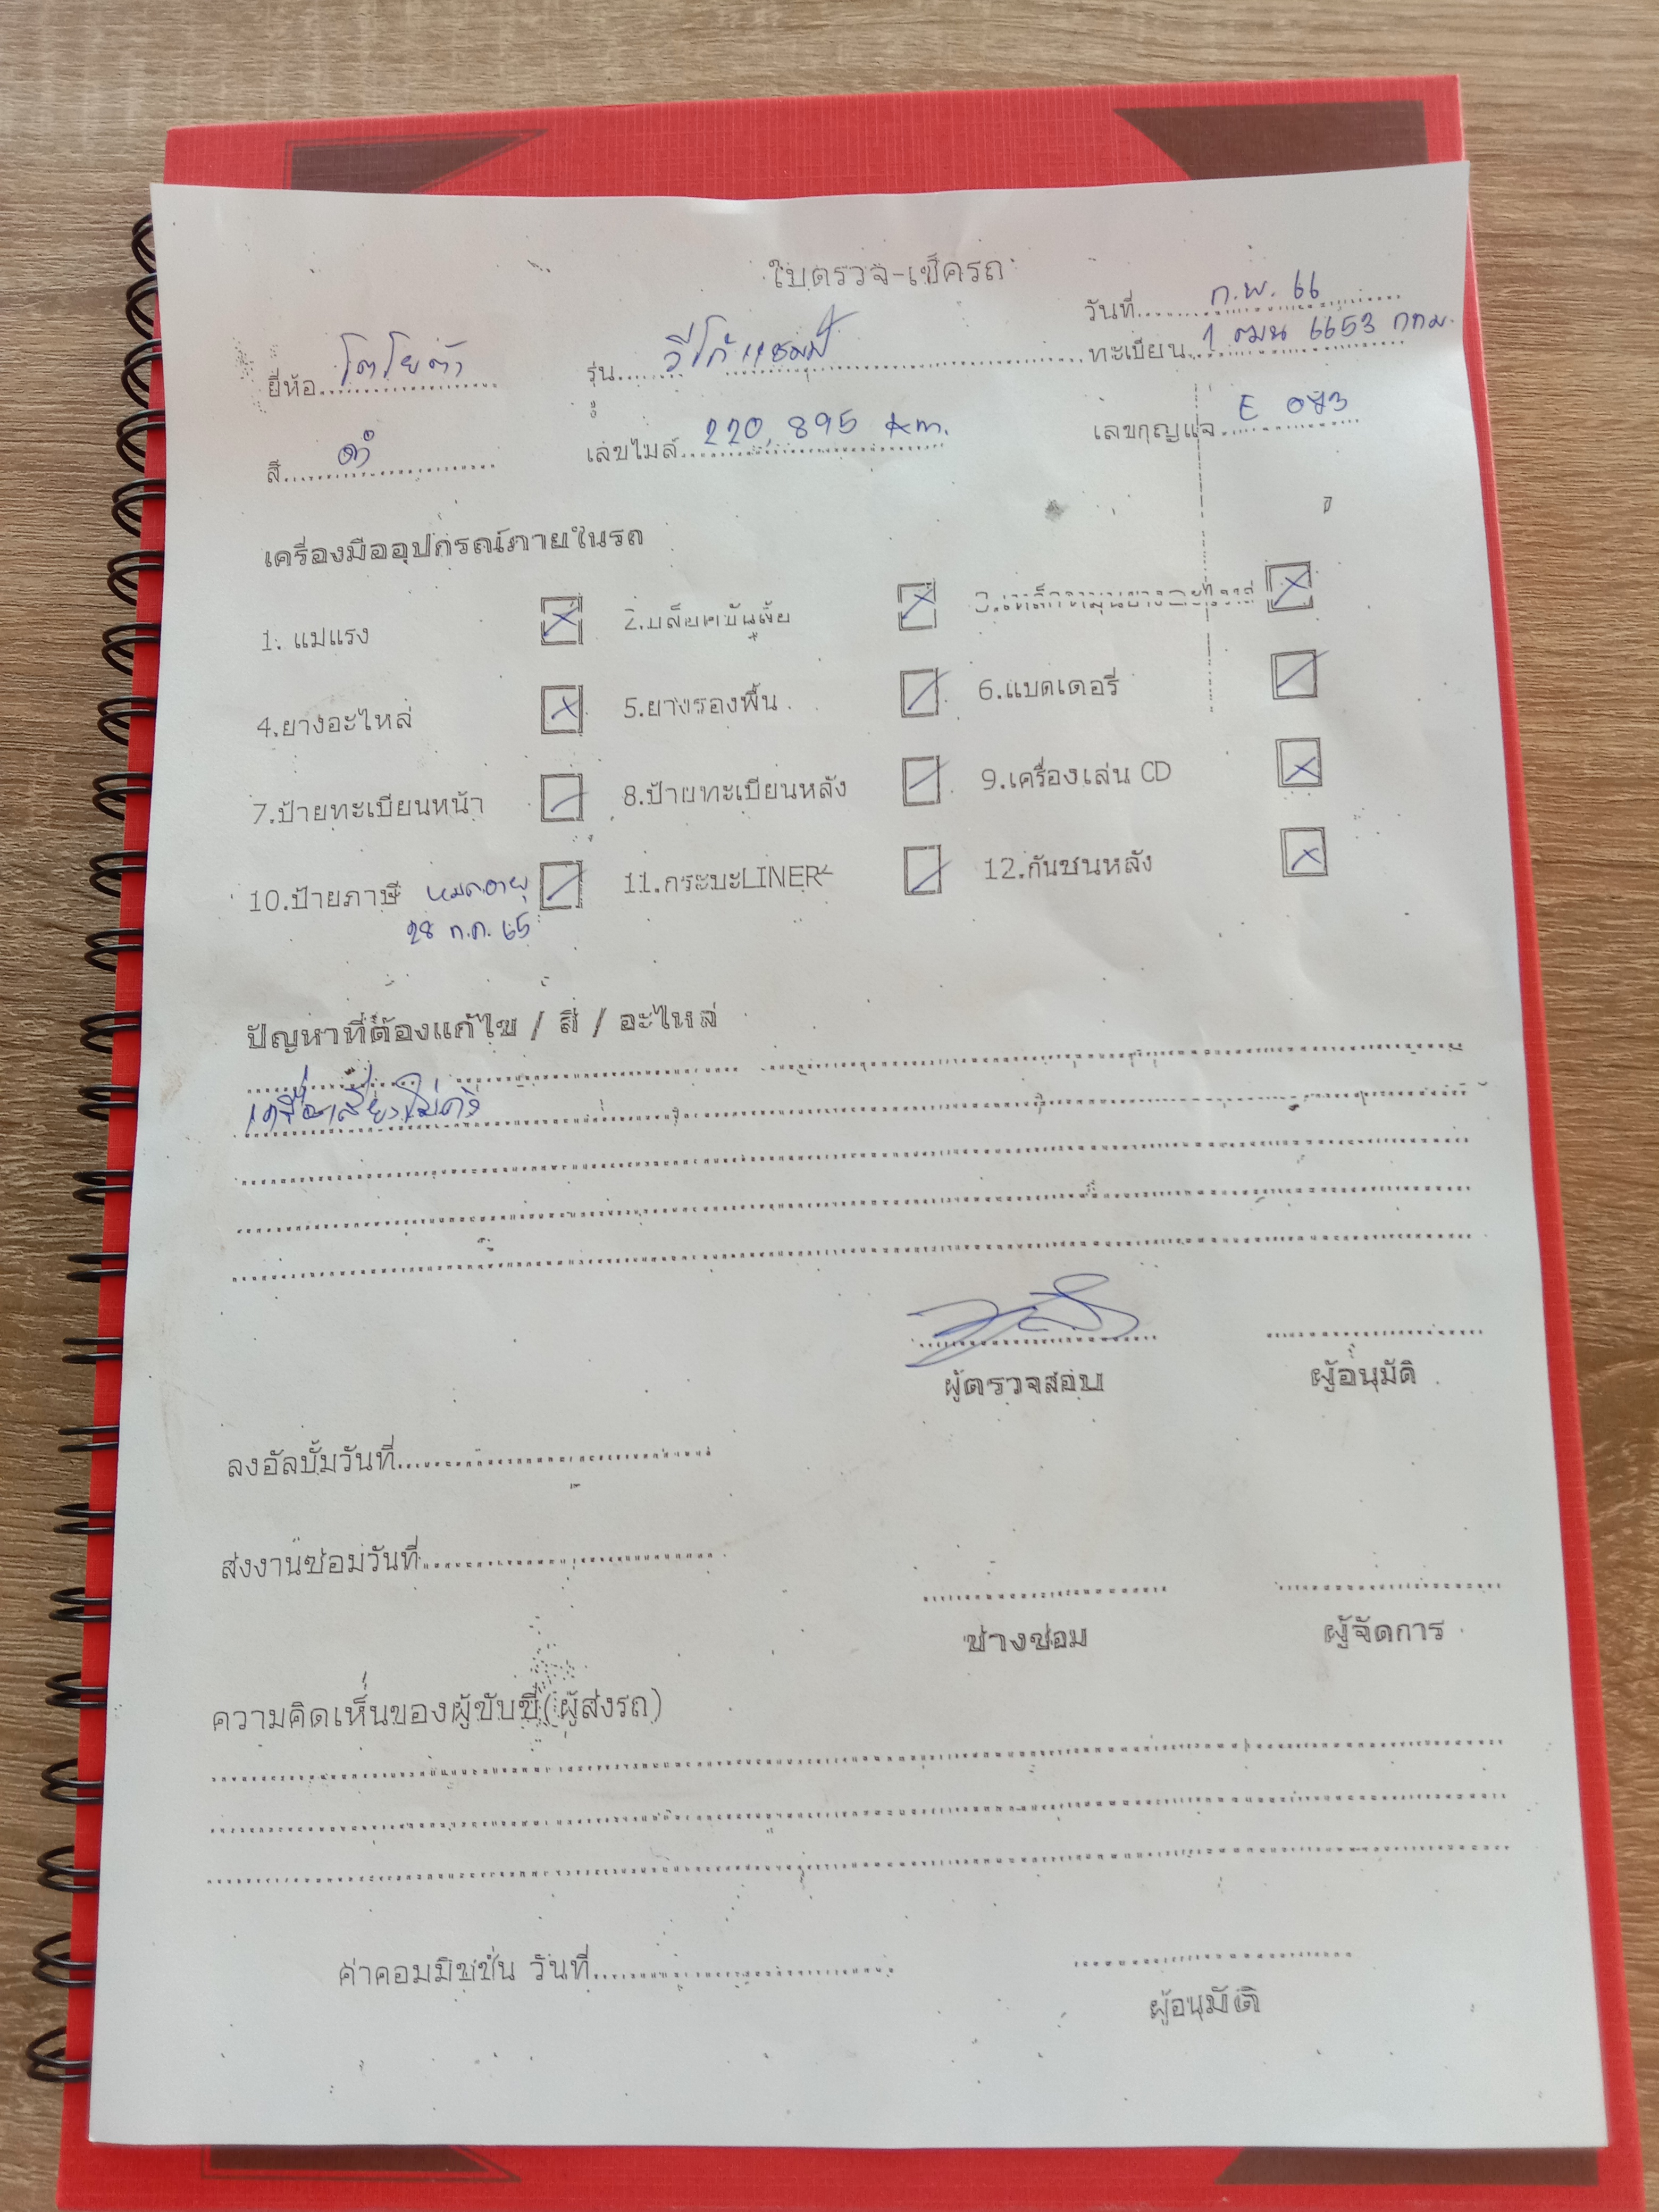 ใบตรวจ-เช็ครถ
วันที่ ก.พ. 66
ยี่ห้อ โตโยต้า รุ่น วีโก้ แชมป์ ทะเบียน 1 ฒน 6653 กทม.
สี ดำ เลขไมล์ 220,895 km. เลขกุญแจ E 073
เครื่องมืออุปกรณ์ภายในรถ
1. แม่แรง 2.บล็อคขันล้อ
4.ยางอะไหล่ 5.ยางรองพื้น 6.แบตเตอรี่
7.ป้ายทะเบียนหน้า 8.ป้ายทะเบียนหลัง 9.เครื่องเล่น CD
10.ป้ายภาษี หมดอายุ 11.กระบะLINER 12.กันชนหลัง
28 ก.ค. 65
ปัญหาที่ต้องแก้ไข / สี / อะไหล่
เครื่องเสียงไม่ดัง
ผู้ตรวจสอบ ผู้อนุมัติ
ลงอัลบั้มวันที่
ส่งงานซ่อมวันที่
ช่างซ่อม ผู้จัดการ
ความคิดเห็นของผู้ขับขี่(ผู้ส่งรถ)
ค่าคอมมิชชั่น วันที่
ผู้อนุมัติ